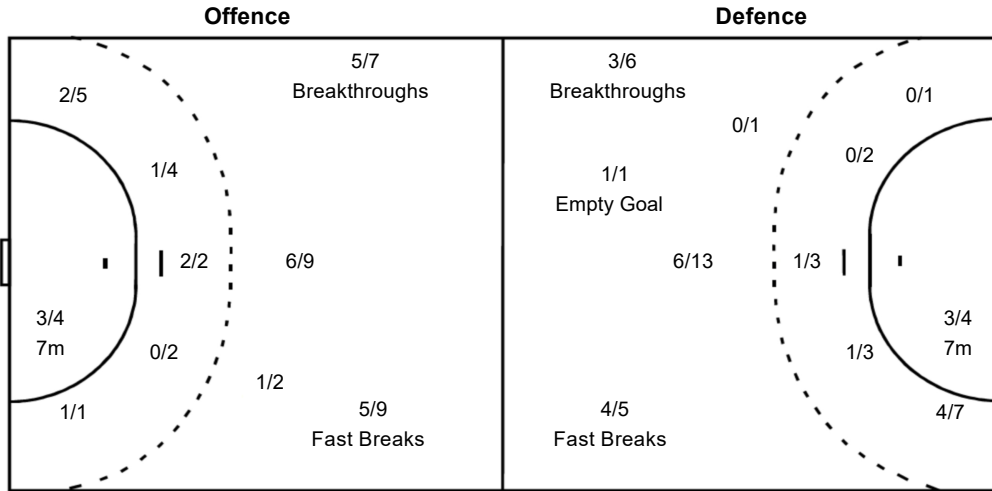 Offence
Defence
5/7
Breakthroughs
3/6
Breakthroughs
2/5
0/1
0/1
1/4
0/2
1/1
Empty Goal
2/2
6/9
6/13
1/3
3/4
7m
3/4
7m
0/2
1/3
1/2
1/1
5/9
Fast Breaks
4/5
Fast Breaks
4/7